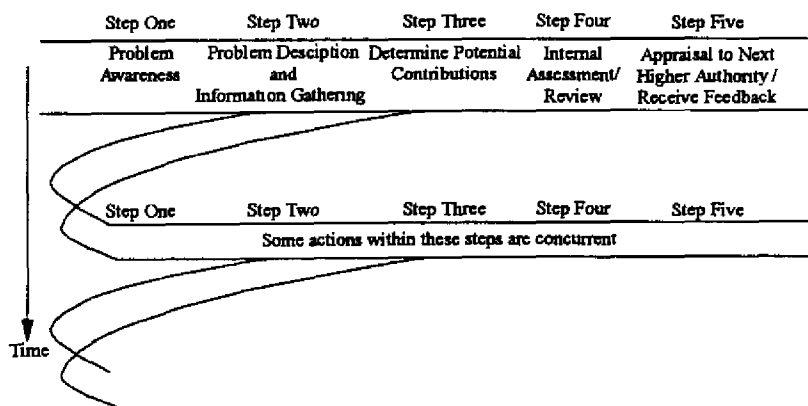 Step One Step Two Step Three Step Four Step Five
Problem Problem Desciption Determine Potential Internal Appraisal to Next
Awareness and Contributions Assessment/ Higher Authority /
Information Gathering Review Receive Feedback
Step One Step Two Step Three Step Four Step Five
Some actions within these steps are concurrent
Time